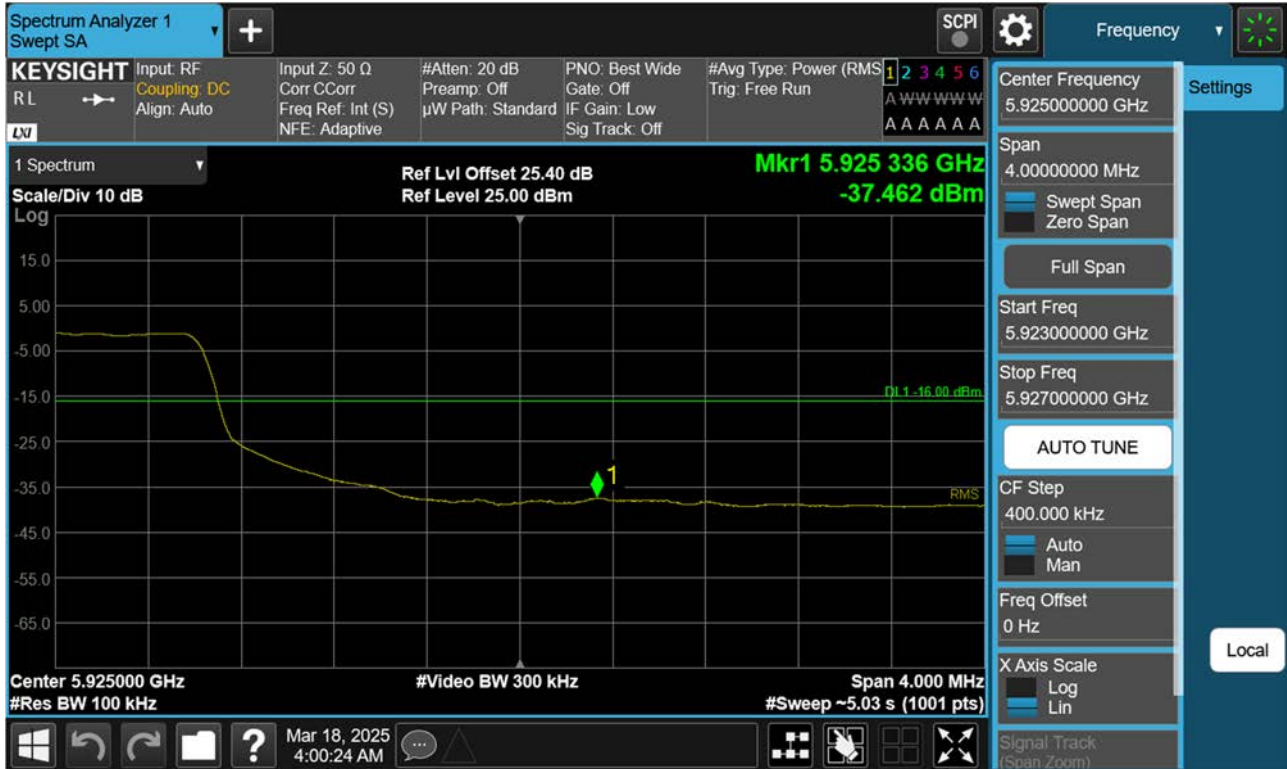 Spectrum Analyzer 1
Swept SA
+
SCPI
Frequency
KEYSIGHT
RL
LXI
Input: RF
Coupling: DC
Align: Auto
Input Z: 50 Ω
Corr CCorr
Freq Ref: Int (S)
NFE: Adaptive
#Atten: 20 dB
Preamp: Off
µW Path: Standard
PNO: Best Wide
Gate: Off
IF Gain: Low
Sig Track: Off
#Avg Type: Power (RMS
Trig: Free Run
1 2 3 4 5 6
A W W W W W
A A A A A A
1 Spectrum
Scale/Div 10 dB
Log
Ref Lvl Offset 25.40 dB
Ref Level 25.00 dBm
Mkr1 5.925 336 GHz
-37.462 dBm
15.0
5.00
-5.00
-15.0
-25.0
-35.0
-45.0
-55.0
-65.0
DL1 -16.00 dBm
1
RMS
Center 5.925000 GHz
#Res BW 100 kHz
#Video BW 300 kHz
Span 4.000 MHz
#Sweep ~5.03 s (1001 pts)
Center Frequency
5.925000000 GHz
Settings
Span
4.00000000 MHz
Swept Span
Zero Span
Full Span
Start Freq
5.923000000 GHz
Stop Freq
5.927000000 GHz
AUTO TUNE
CF Step
400.000 kHz
Auto
Man
Freq Offset
0 Hz
X Axis Scale
Log
Lin
Signal Track
(Span Zoom)
Local
?
Mar 18, 2025
4:00:24 AM